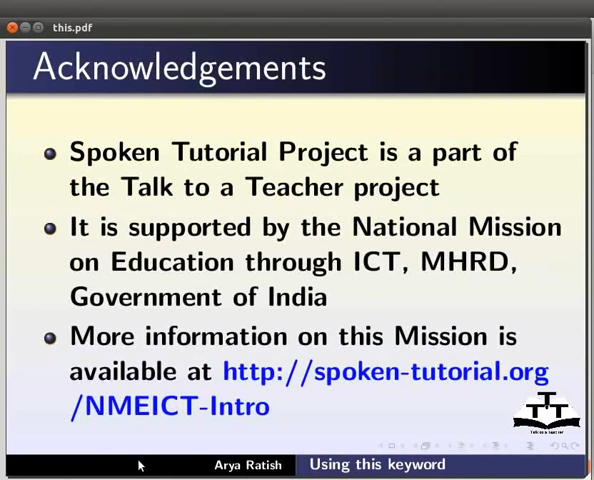 this.pdf
Acknowledgements
Spoken Tutorial Project is a part of
the Talk to a Teacher project
It is supported by the National Mission
on Education through ICT, MHRD,
Government of India
More information on this Mission is
available at http://spoken-tutorial.org
/NMEICT-Intro
Arya Ratish
Using this keyword